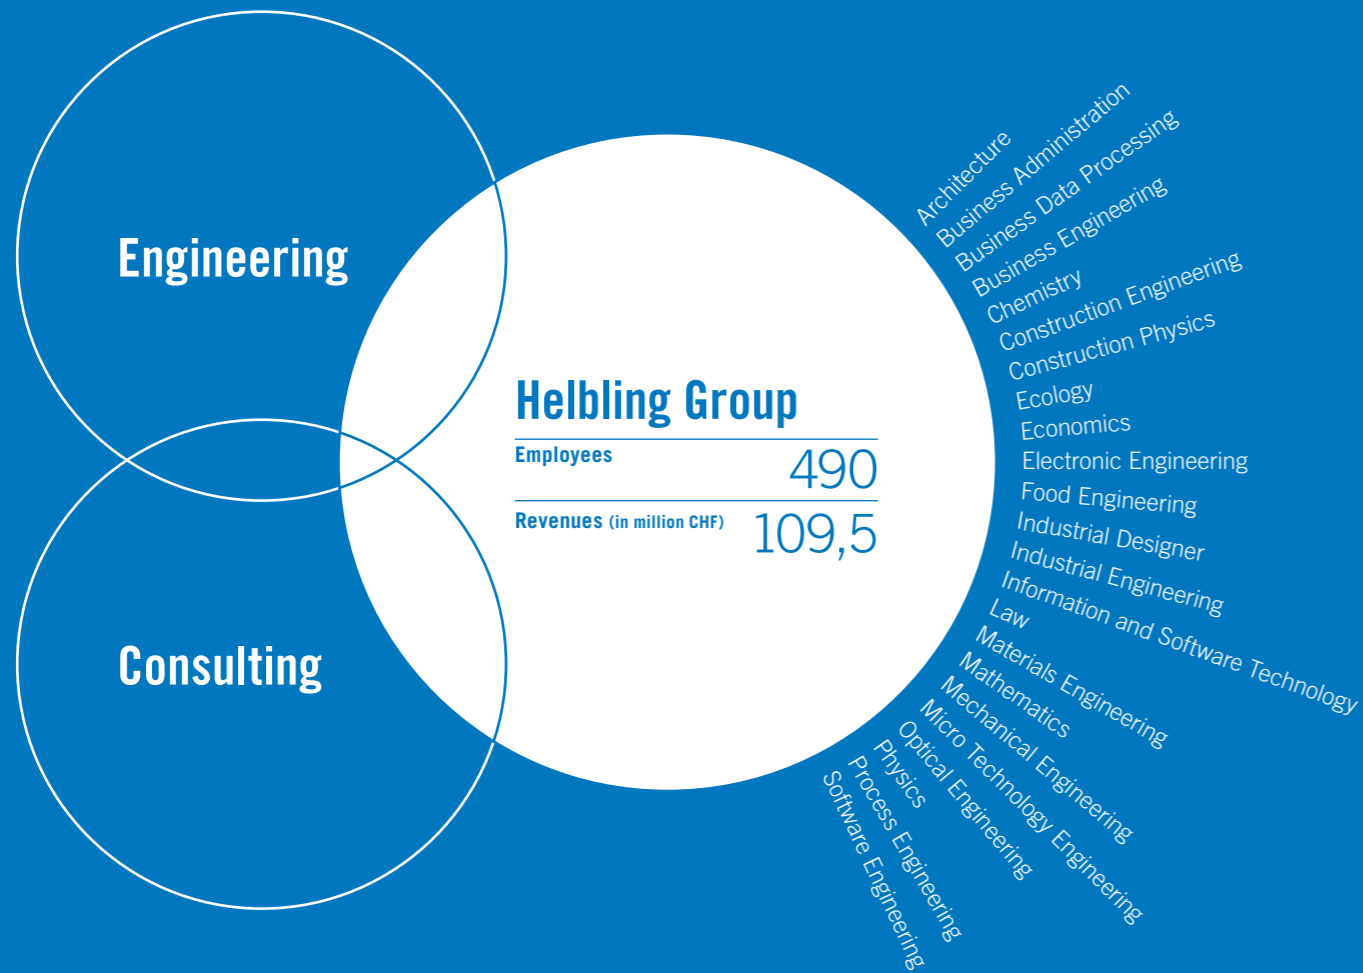 Engineering
Consulting
Helbling Group
Employees 490
Revenues (in million CHF) 109,5
Architecture
Business Administration
Business Data Processing
Business Engineering
Chemistry
Construction Engineering
Construction Physics
Ecology
Economics
Electronic Engineering
Food Engineering
Industrial Designer
Industrial Engineering
Information and Software Technology
Law
Materials Engineering
Mathematics
Mechanical Engineering
Micro Technology Engineering
Optical Engineering
Physics
Process Engineering
Software Engineering